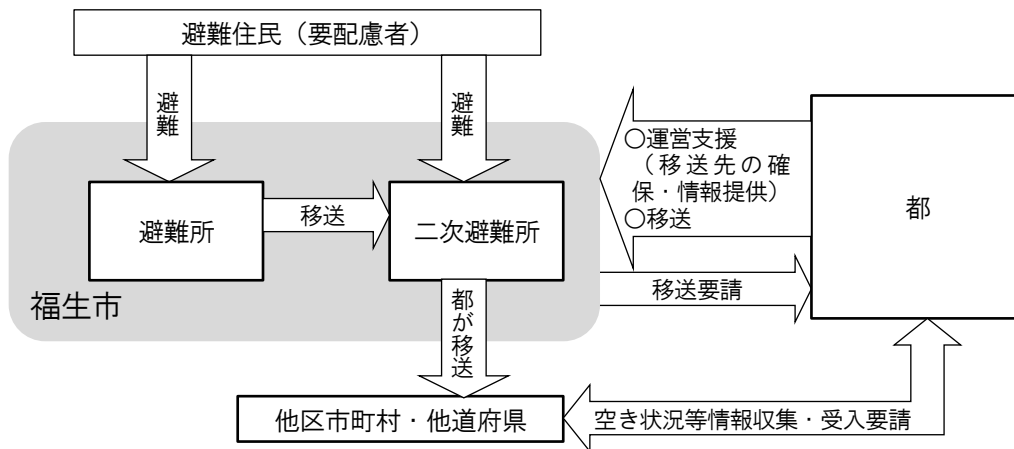 避難住民（要配慮者）
避難
避難
○運営支援
（移送先の確
保・情報提供）
○移送
都
避難所
移送
二次避難所
移送要請
福生市
都が移送
他区市町村・他道府県
空き状況等情報収集・受入要請